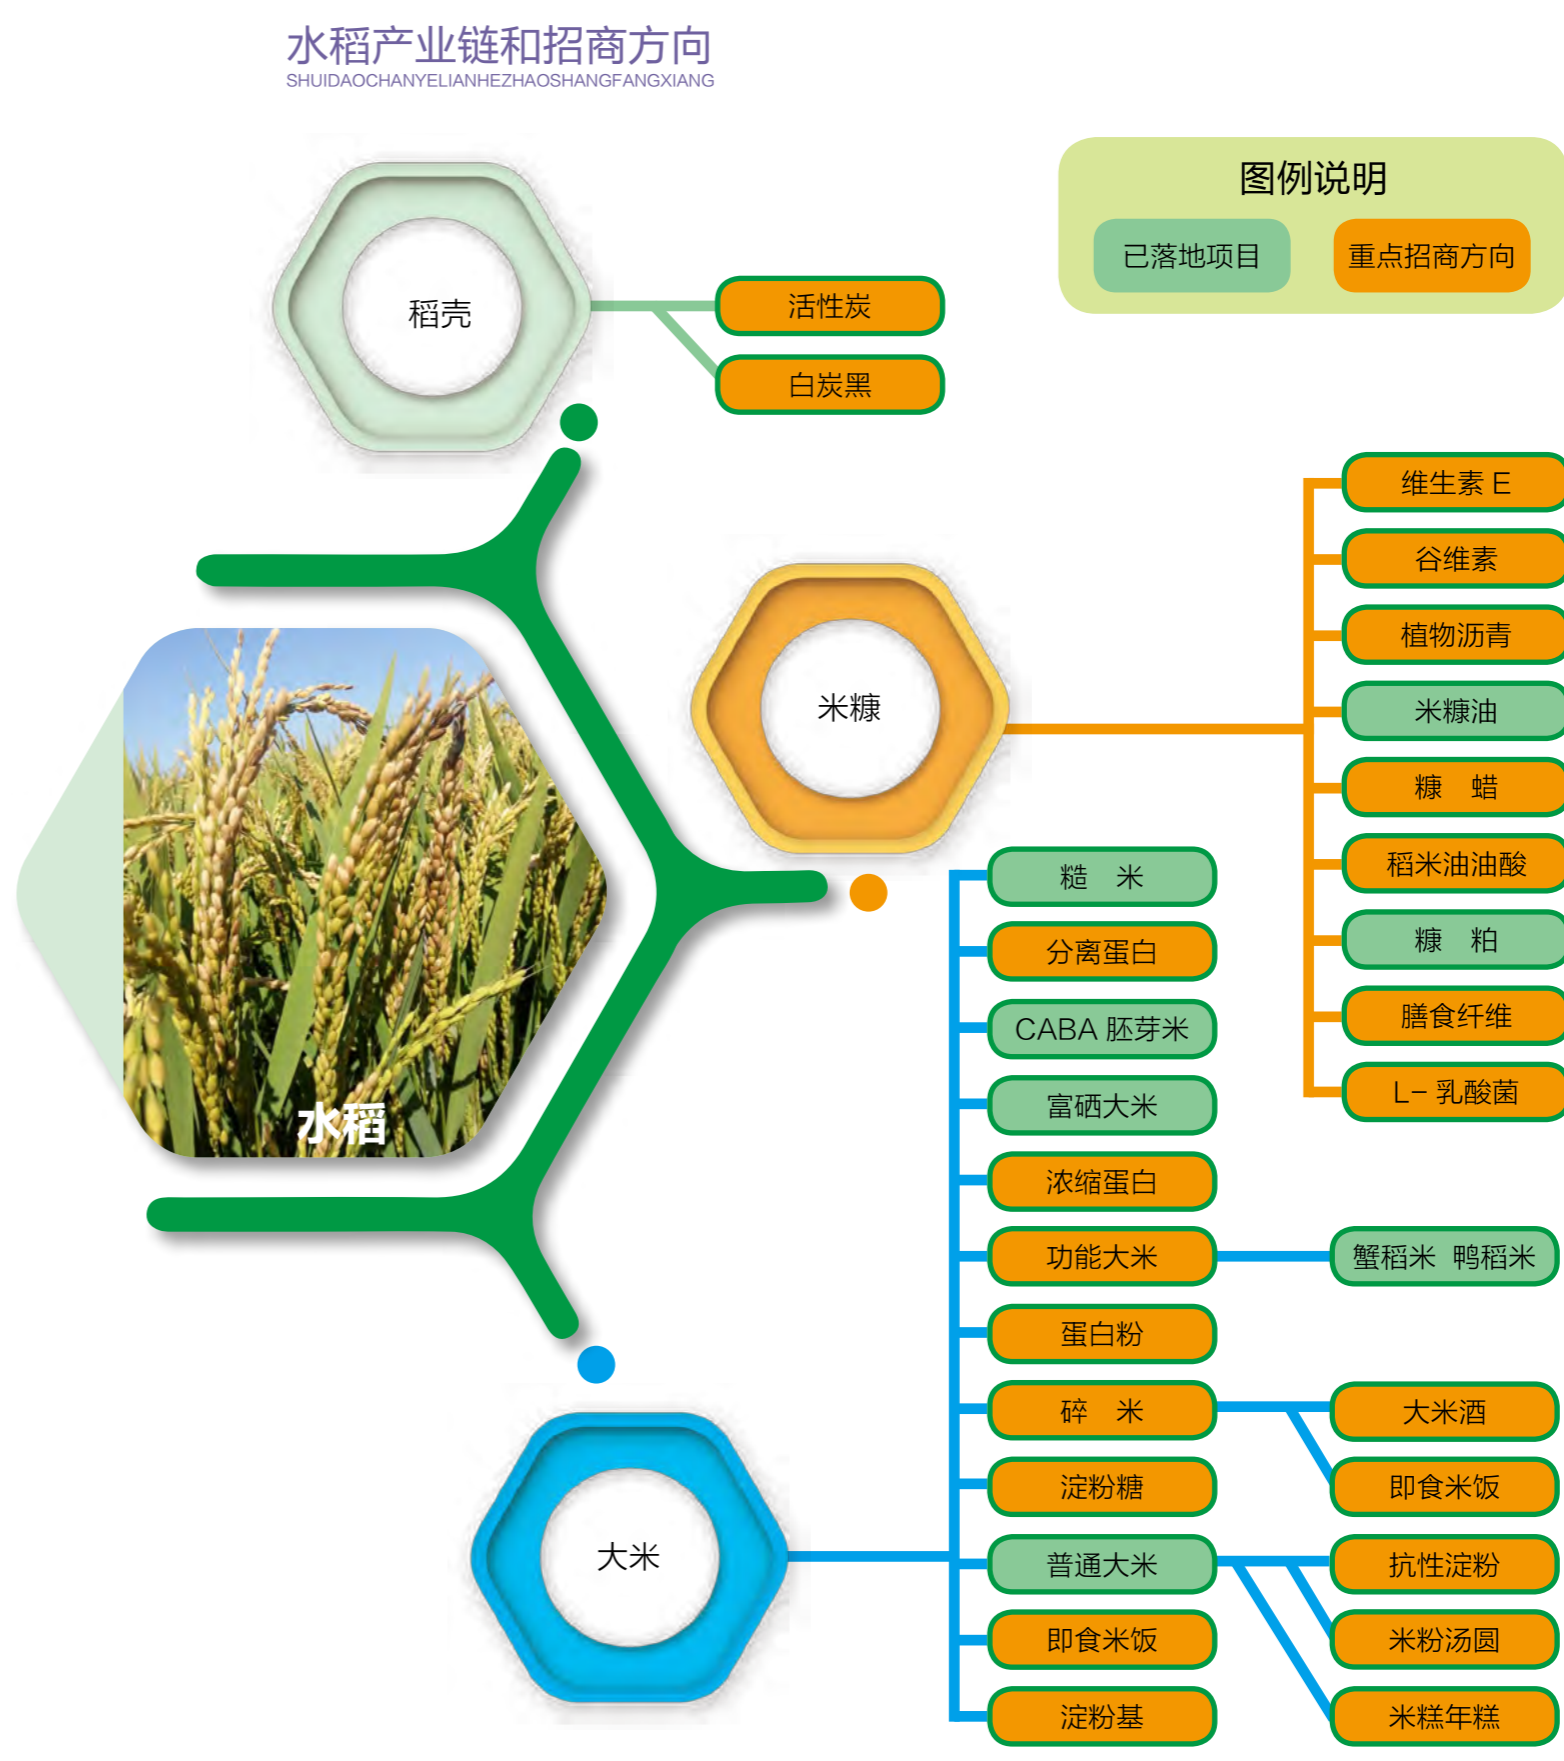 水稻产业链和招商方向
SHUIDAOCHANYELIANHEZHAOSHANGFANGXIANG
图例说明
已落地项目
重点招商方向
稻壳
活性炭
白炭黑
米糠
维生素 E
谷维素
植物沥青
米糠油
糠 蜡
稻米油油酸
糠 粕
膳食纤维
L- 乳酸菌
水稻
大米
糙 米
分离蛋白
CABA 胚芽米
富硒大米
浓缩蛋白
功能大米
蟹稻米 鸭稻米
蛋白粉
碎 米
大米酒
即食米饭
淀粉糖
普通大米
抗性淀粉
米粉汤圆
米糕年糕
即食米饭
淀粉基